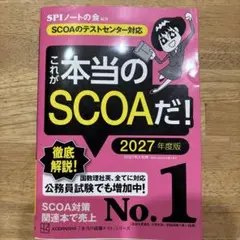 SPIノートの会 編著
SCOAのテストセンター対応
これが
本当の
SCOAだ!
2027年度版
徹底
解説!
国数理社英、全てに対応
公務員試験でも増加中!
SCOA対策
関連本で売上
No.1
KODANSHA